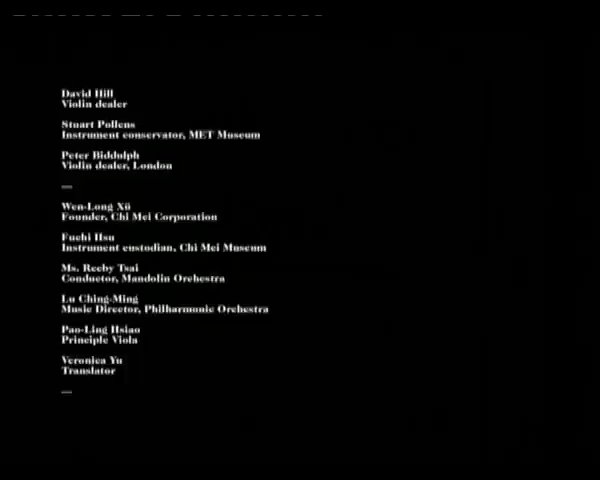 David Hill
Violin dealer
Stuart Pollens
Instrument conservator, MET Museum
Peter Biddulph
Violin dealer, London
—
Wen-Long Xü
Founder, Chi Mei Corporation
Fuchi Hsu
Instrument custodian, Chi Mei Museum
Ms. Reeby Tsai
Conductor, Mandolin Orchestra
Lu Ching-Ming
Music Director, Philharmonic Orchestra
Pao-Ling Hsiao
Principle Viola
Veronica Yu
Translator
—